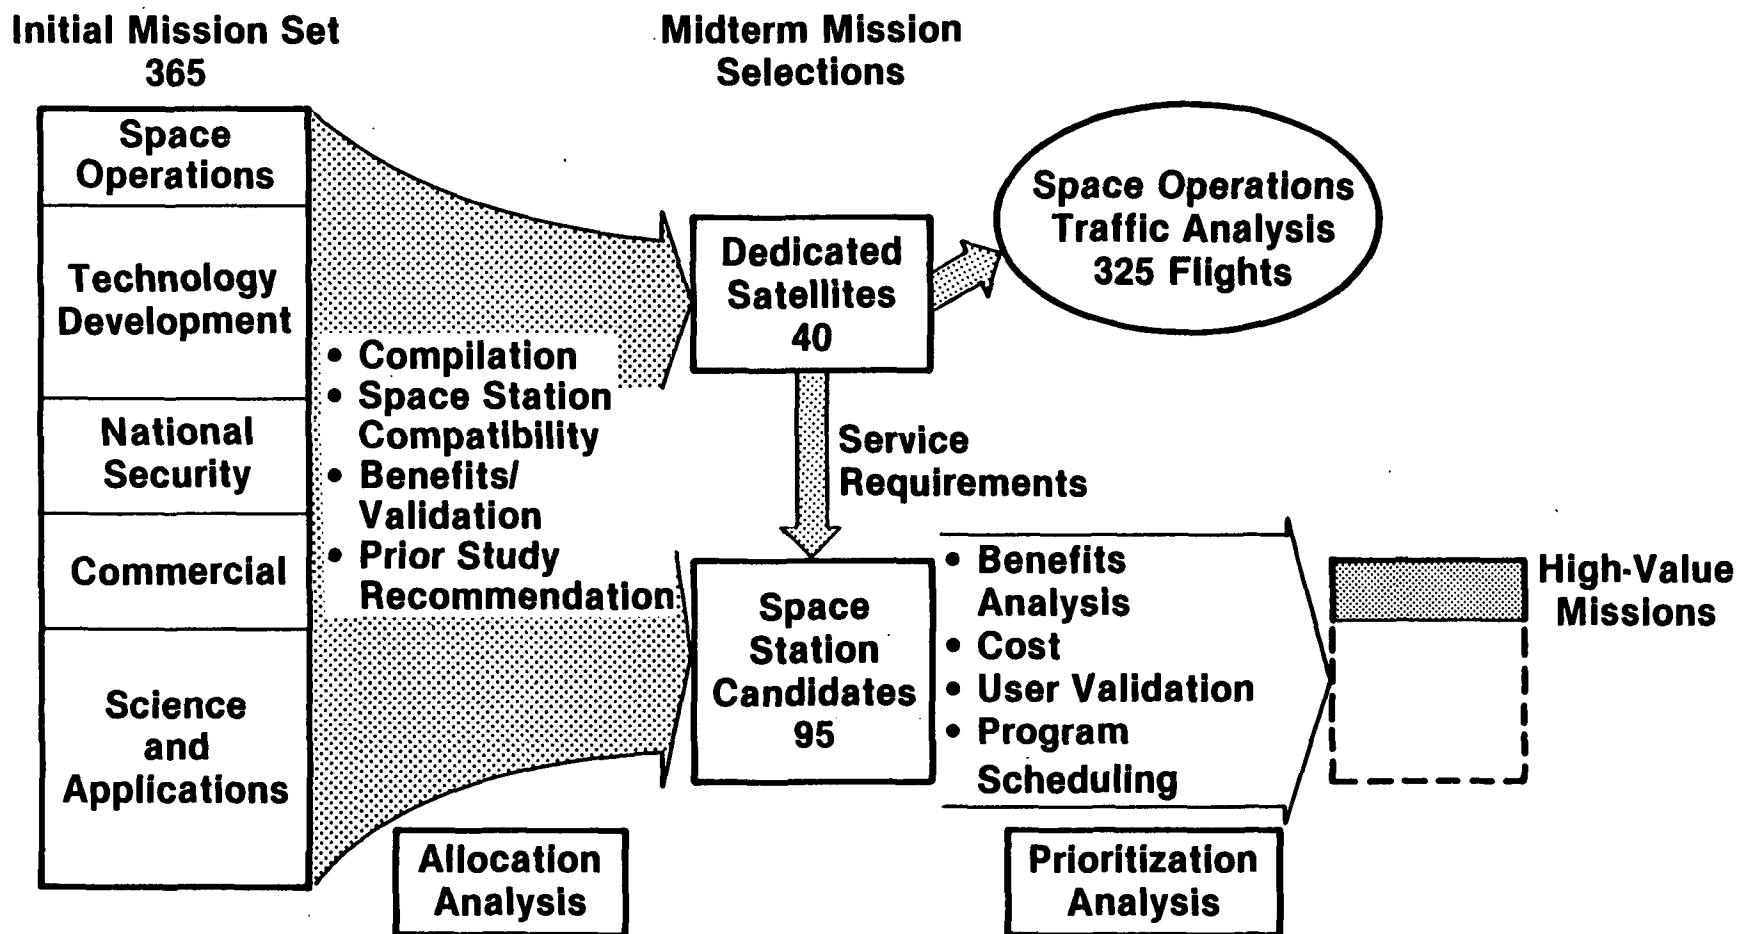 Initial Mission Set
365
Space
Operations
Technology
Development
National
Security
Commercial
Science
and
Applications
• Compilation
• Space Station
Compatibility
• Benefits/
Validation
• Prior Study
Recommendation
Allocation
Analysis
Midterm Mission
Selections
Dedicated
Satellites
40
Space Operations
Traffic Analysis
325 Flights
Service
Requirements
Space
Station
Candidates
95
• Benefits
Analysis
• Cost
• User Validation
• Program
Scheduling
Prioritization
Analysis
High-Value
Missions